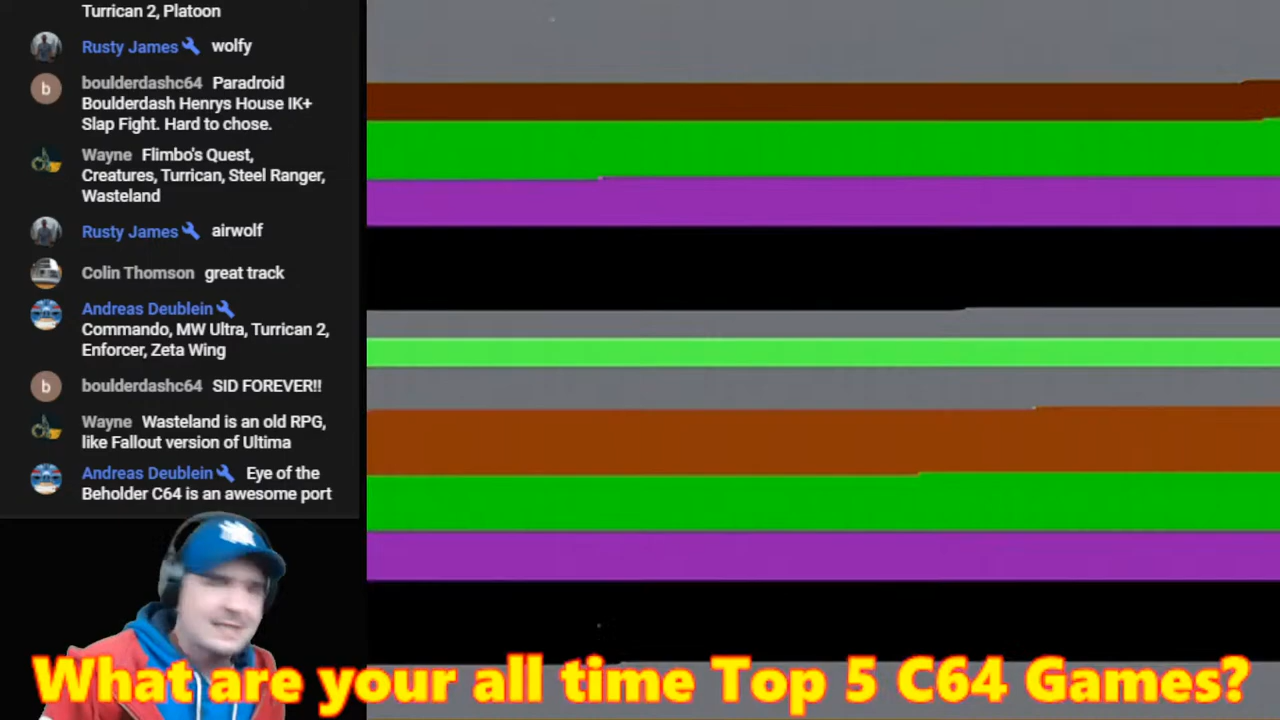 Turrican 2, Platoon
Rusty James wolfy
boulderdashc64 Paradroid
Boulderdash Henrys House IK+
Slap Fight. Hard to chose.
Wayne Flimbo's Quest,
Creatures, Turrican, Steel Ranger,
Wasteland
Rusty James airwolf
Colin Thomson great track
Andreas Deublein
Commando, MW Ultra, Turrican 2,
Enforcer, Zeta Wing
b boulderdashc64 SID FOREVER!!
Wayne Wasteland is an old RPG,
like Fallout version of Ultima
Andreas Deublein Eye of the
Beholder C64 is an awesome port
What are your all time Top 5 C64 Games?